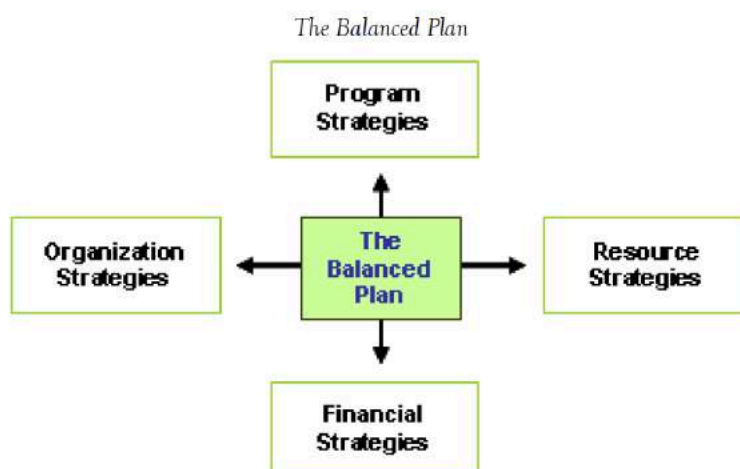 The Balanced Plan
Program
Strategies
Organization
Strategies
The
Balanced
Plan
Resource
Strategies
Financial
Strategies